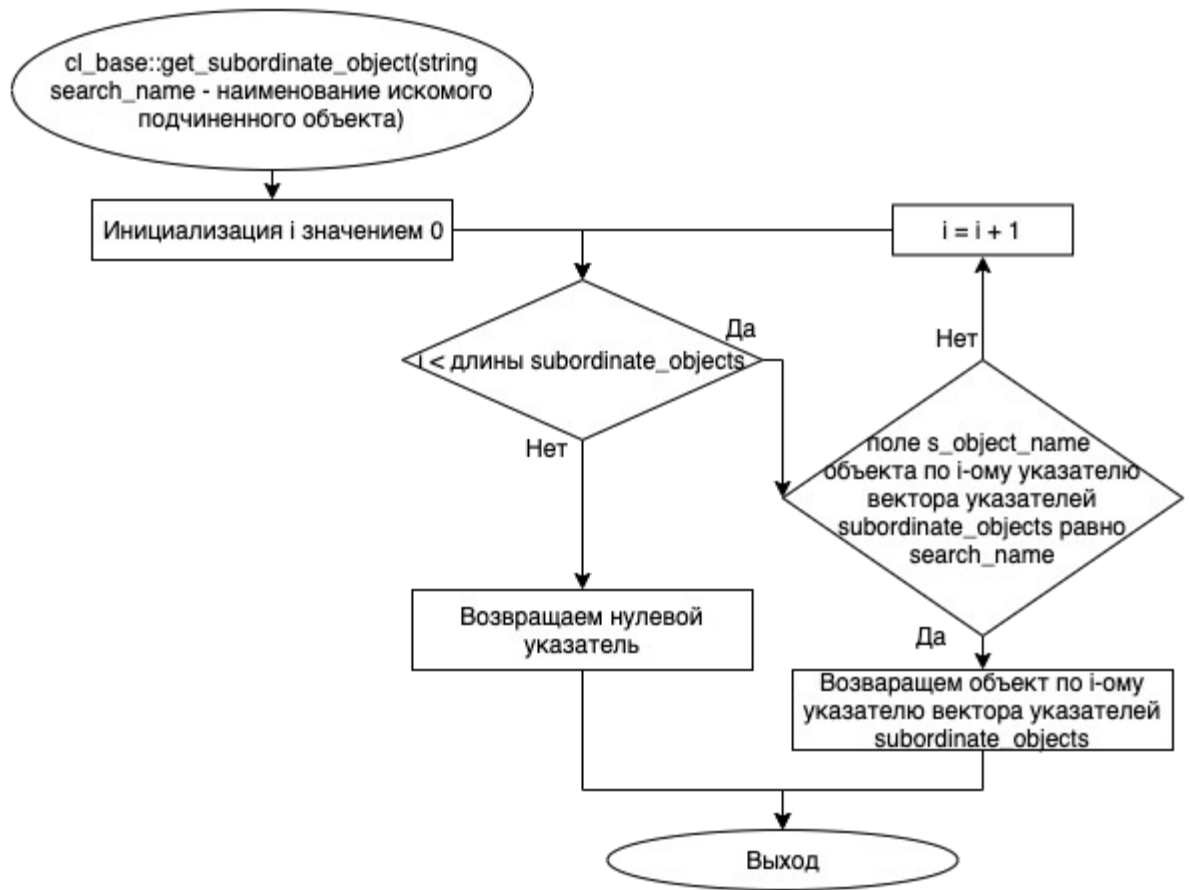 cl_base::get_subordinate_object(string
search_name - наименование искомого
подчиненного объекта)
Инициализация i значением 0
i = i + 1
Да
i < длины subordinate_objects
Нет
Нет
поле s_object_name
объекта по i-ому указателю
вектора указателей
subordinate_objects равно
search_name
Возвращаем нулевой
указатель
Да
Возваращем объект по i-ому
указателю вектора указателей
subordinate_objects
Выход